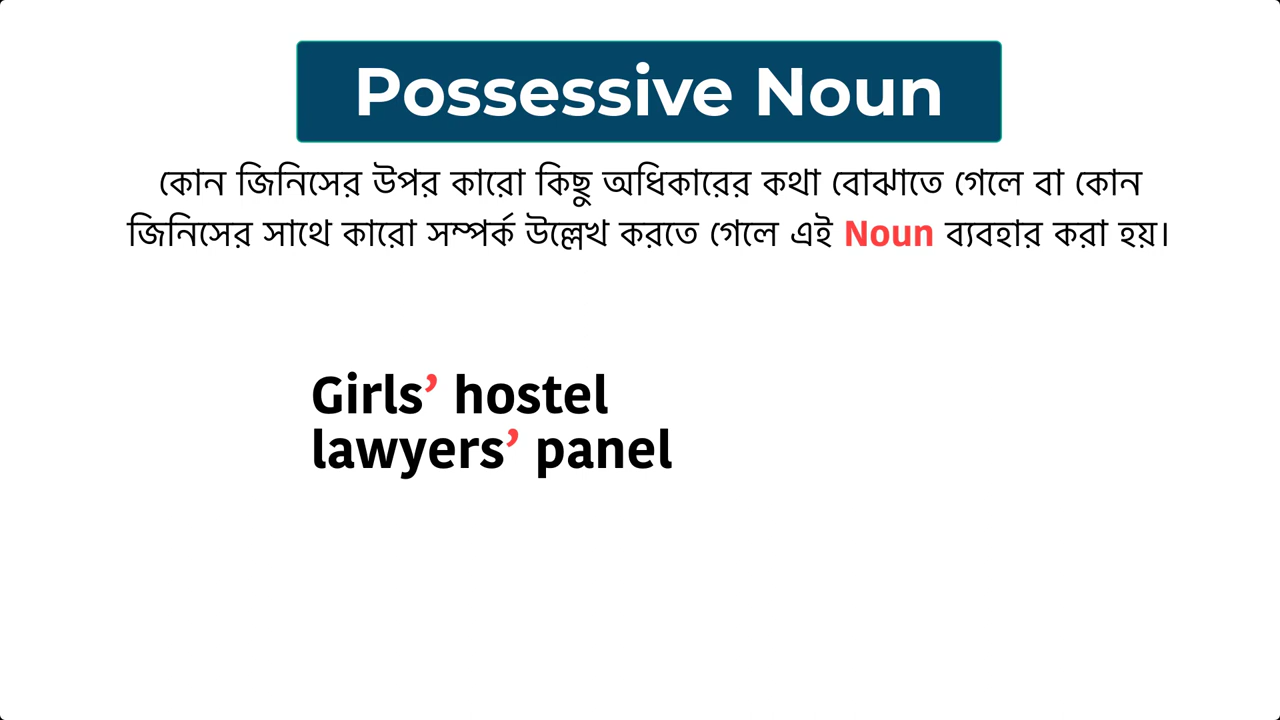 Possessive Noun
কোন জিনিসের উপর কারো কিছু অধিকারের কথা বোঝাতে গেলে বা কোন
জিনিসের সাথে কারো সম্পর্ক উল্লেখ করতে গেলে এই Noun ব্যবহার করা হয়।
Girls’ hostel
lawyers’ panel